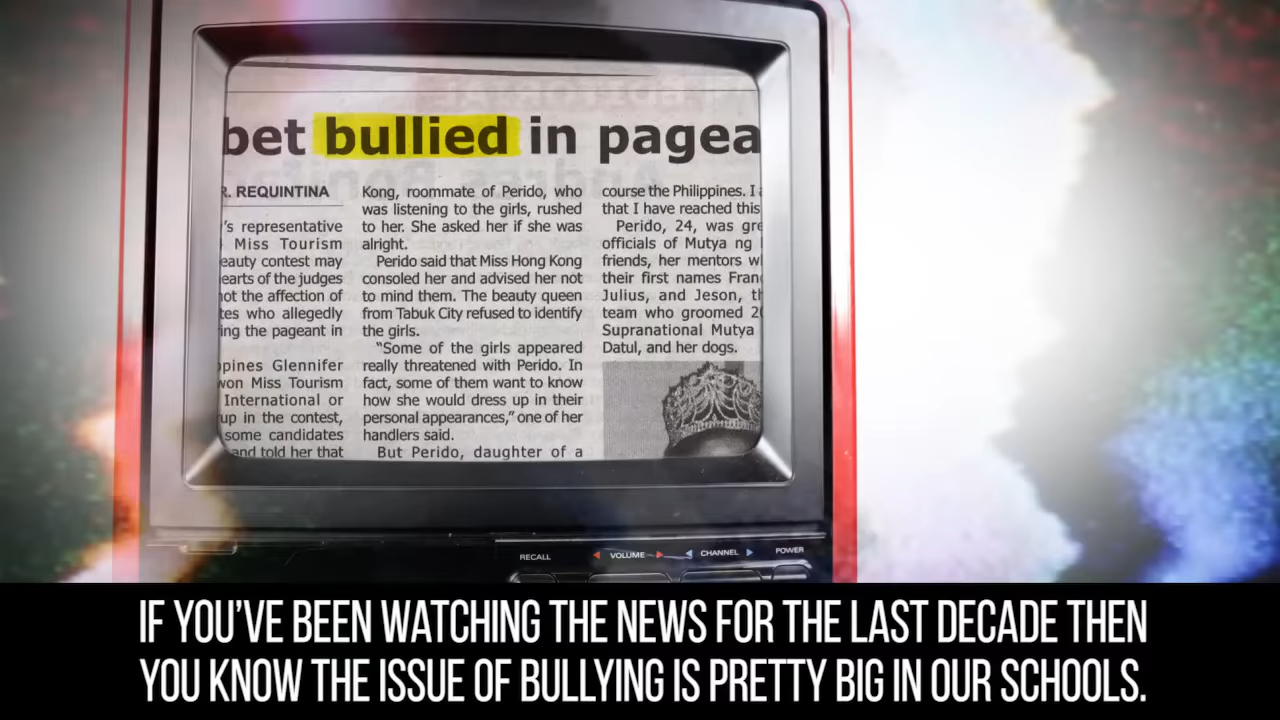 bet bullied in pagea
R. REQUINTINA
's representative
Miss Tourism
eauty contest may
earts of the judges
not the affection of
tes who allegedly
ing the pageant in
pines Glennifer
won Miss Tourism
International or
up in the contest,
some candidates
and told her that
Kong, roommate of Perido, who
was listening to the girls, rushed
to her. She asked her if she was
alright.
Perido said that Miss Hong Kong
consoled her and advised her not
to mind them. The beauty queen
from Tabuk City refused to identify
the girls.
“Some of the girls appeared
really threatened with Perido. In
fact, some of them want to know
how she would dress up in their
personal appearances,” one of her
handlers said.
But Perido, daughter of a
course the Philippines. I
that I have reached this
Perido, 24, was gre
officials of Mutya ng
friends, her mentors w
their first names Fran
Julius, and Jeson, th
team who groomed 20
Supranational Mutya
Datul, and her dogs.
RECALL VOLUME CHANNEL POWER
IF YOU’VE BEEN WATCHING THE NEWS FOR THE LAST DECADE THEN
YOU KNOW THE ISSUE OF BULLYING IS PRETTY BIG IN OUR SCHOOLS.